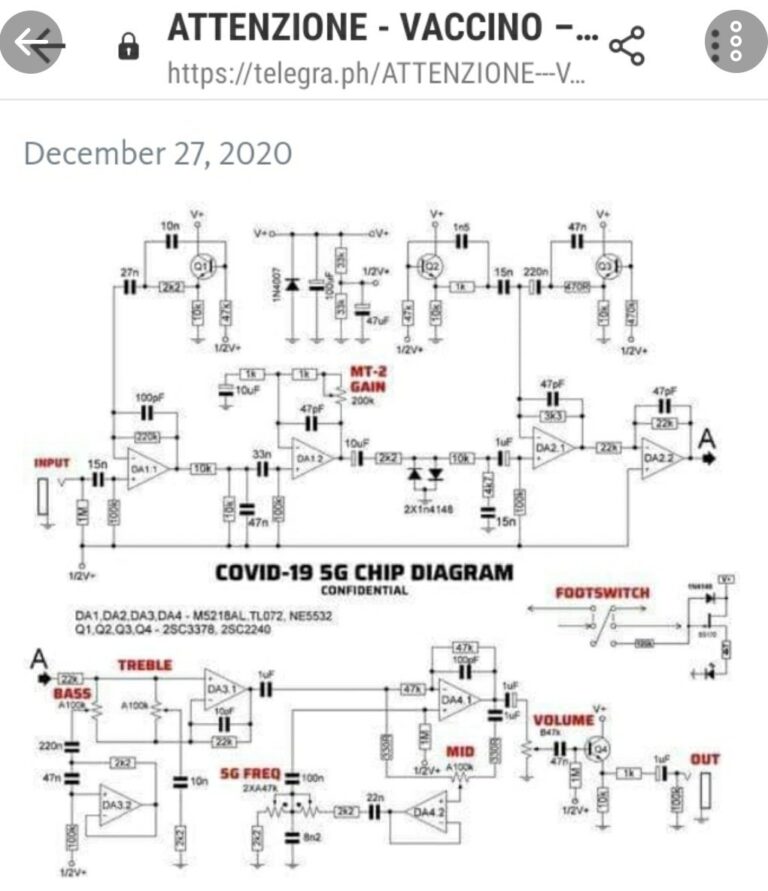 ATTENZIONE - VACCINO –...
https://telegra.ph/ATTENZIONE---V...
December 27, 2020
V+
10n
Q1
27n
2k2
10k
47k
1/2V+
V+
V+
1N4007
100uF
33k
33k
1/2V+
47uF
V+
1n5
Q2
1k
47k
10k
1/2V+
15n
220n
V+
47n
Q3
470R
10k
470k
1/2V+
1k
1k
MT-2
GAIN
200k
10uF
100pF
220k
47pF
47pF
3k3
47pF
22k
INPUT
15n
DA1.1
10k
33n
DA1.2
10uF
2k2
10k
1uF
DA2.1
22k
DA2.2
A
1M
100k
10k
47n
100k
2X1n4148
4k7
15n
100k
1/2V+
COVID-19 5G CHIP DIAGRAM
CONFIDENTIAL
DA1,DA2,DA3,DA4 - M5218AL,TL072, NE5532
Q1,Q2,Q3,Q4 - 2SC3378, 2SC2240
FOOTSWITCH
V+
A
22k
TREBLE
BASS
A100k
A100k
DA3.1
1uF
10pF
22k
47k
100pF
47k
DA4.1
1uF
1uF
220n
47n
2k2
DA3.2
100k
1/2V+
10n
2k2
5G FREQ
2XA47k
100n
2k2
8n2
2k2
22n
DA4.2
330R
1M
1/2V+
MID
A100k
330R
VOLUME
B47k
V+
47n
Q4
1M
1/2V+
10k
1k
1uF
100k
OUT